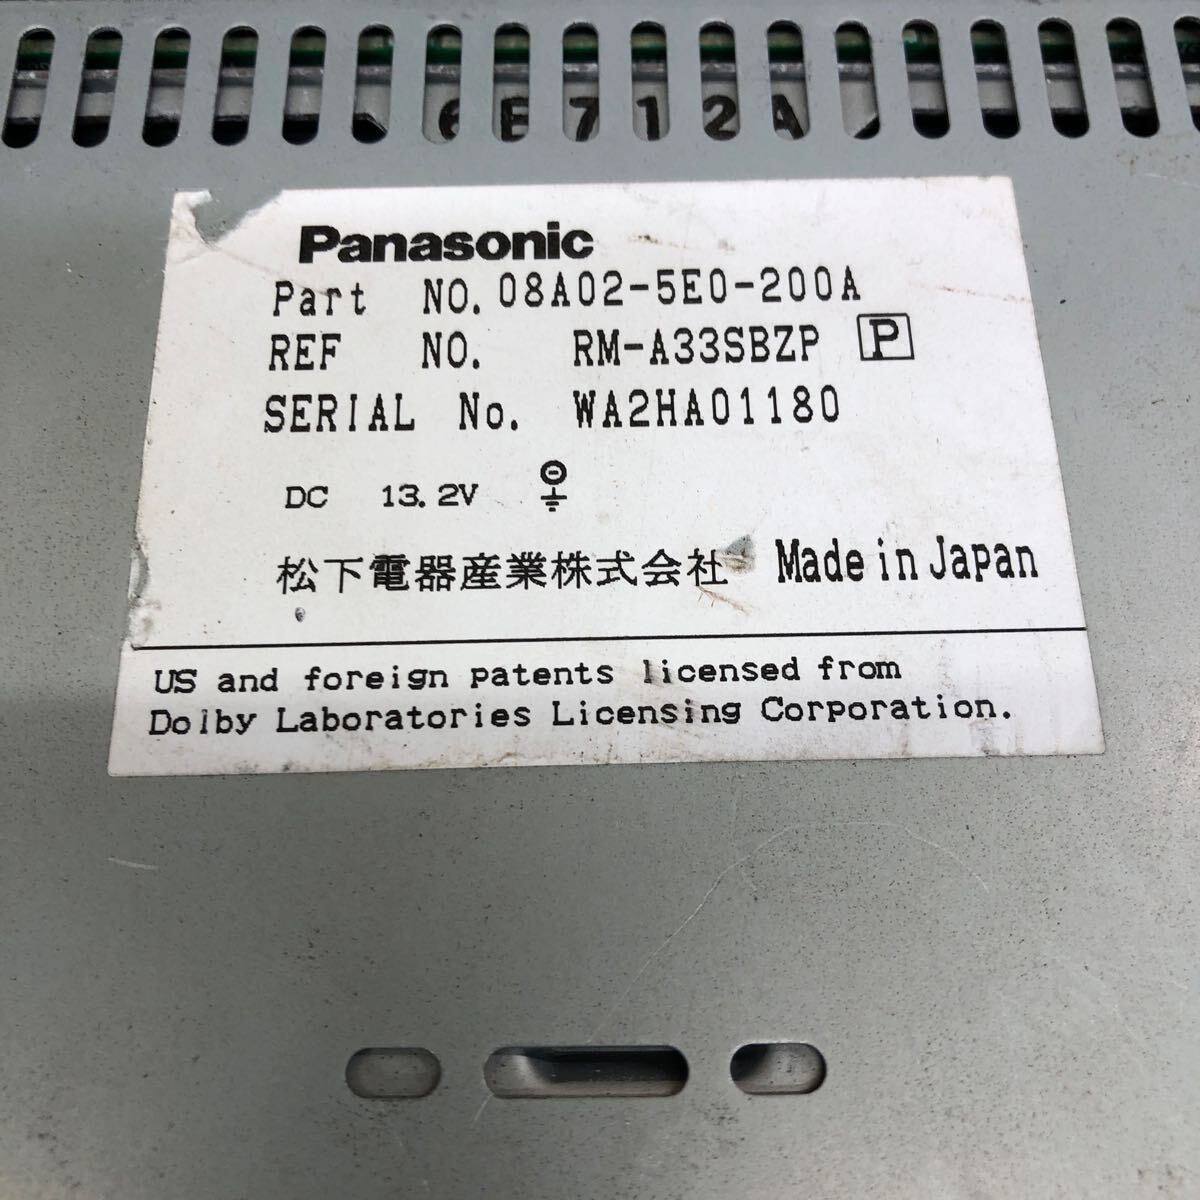 6E712A
Panasonic
Part NO. 08A02-5E0-200A
REF NO. RM-A33SBZP P
SERIAL No. WA2HA01180
DC 13.2V
松下電器産業株式会社 Made in Japan
US and foreign patents licensed from
Dolby Laboratories Licensing Corporation.